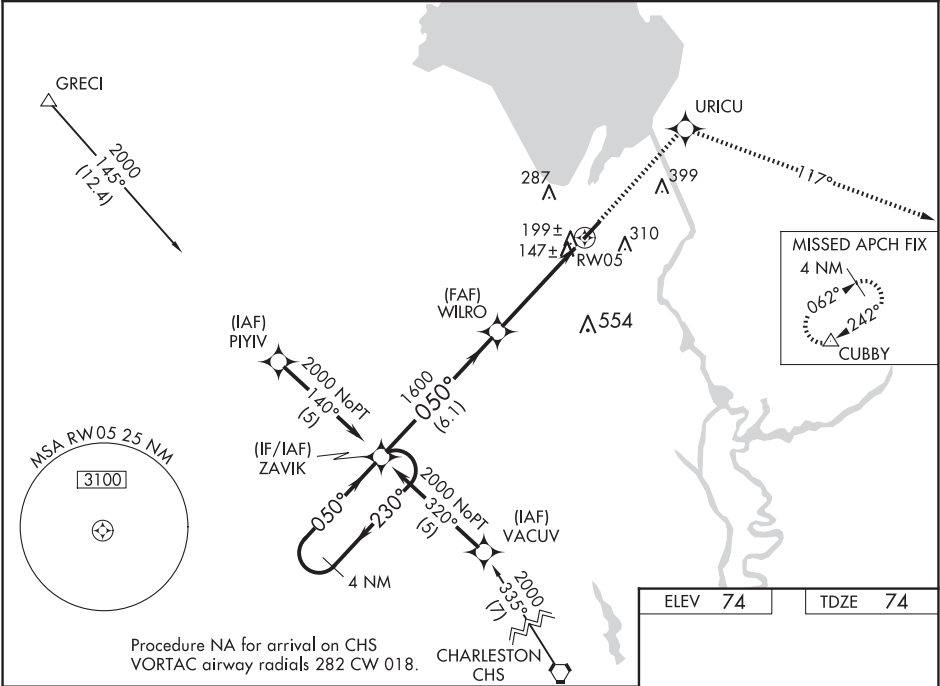 GRECI
2000
145°
(12.4)
URICU
117°
287
399
199±
147±
310
RW05
MISSED APCH FIX
4 NM
062°
242°
CUBBY
(FAF)
WILRO
554
(IAF)
PIYIV
2000 NoPT
140°
(5)
1600
050°
(6.1)
MSA RW05 25 NM
3100
(IF/IAF)
ZAVIK
050°
230°
4 NM
2000 NoPT
320°
(5)
(IAF)
VACUV
2000
335°
(7)
ELEV 74
TDZE 74
Procedure NA for arrival on CHS
VORTAC airway radials 282 CW 018.
CHARLESTON
CHS